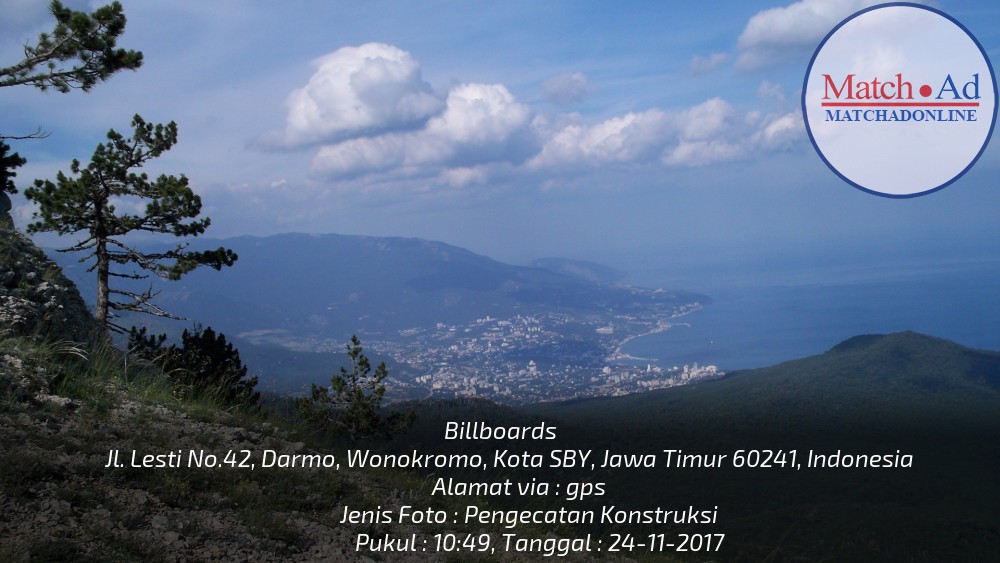 Match Ad
MATCHADONLINE
Billboards
Jl. Lesti No.42, Darmo, Wonokromo, Kota SBY, Jawa Timur 60241, Indonesia
Alamat via : gps
Jenis Foto : Pengecatan Konstruksi
Pukul : 10:49, Tanggal : 24-11-2017